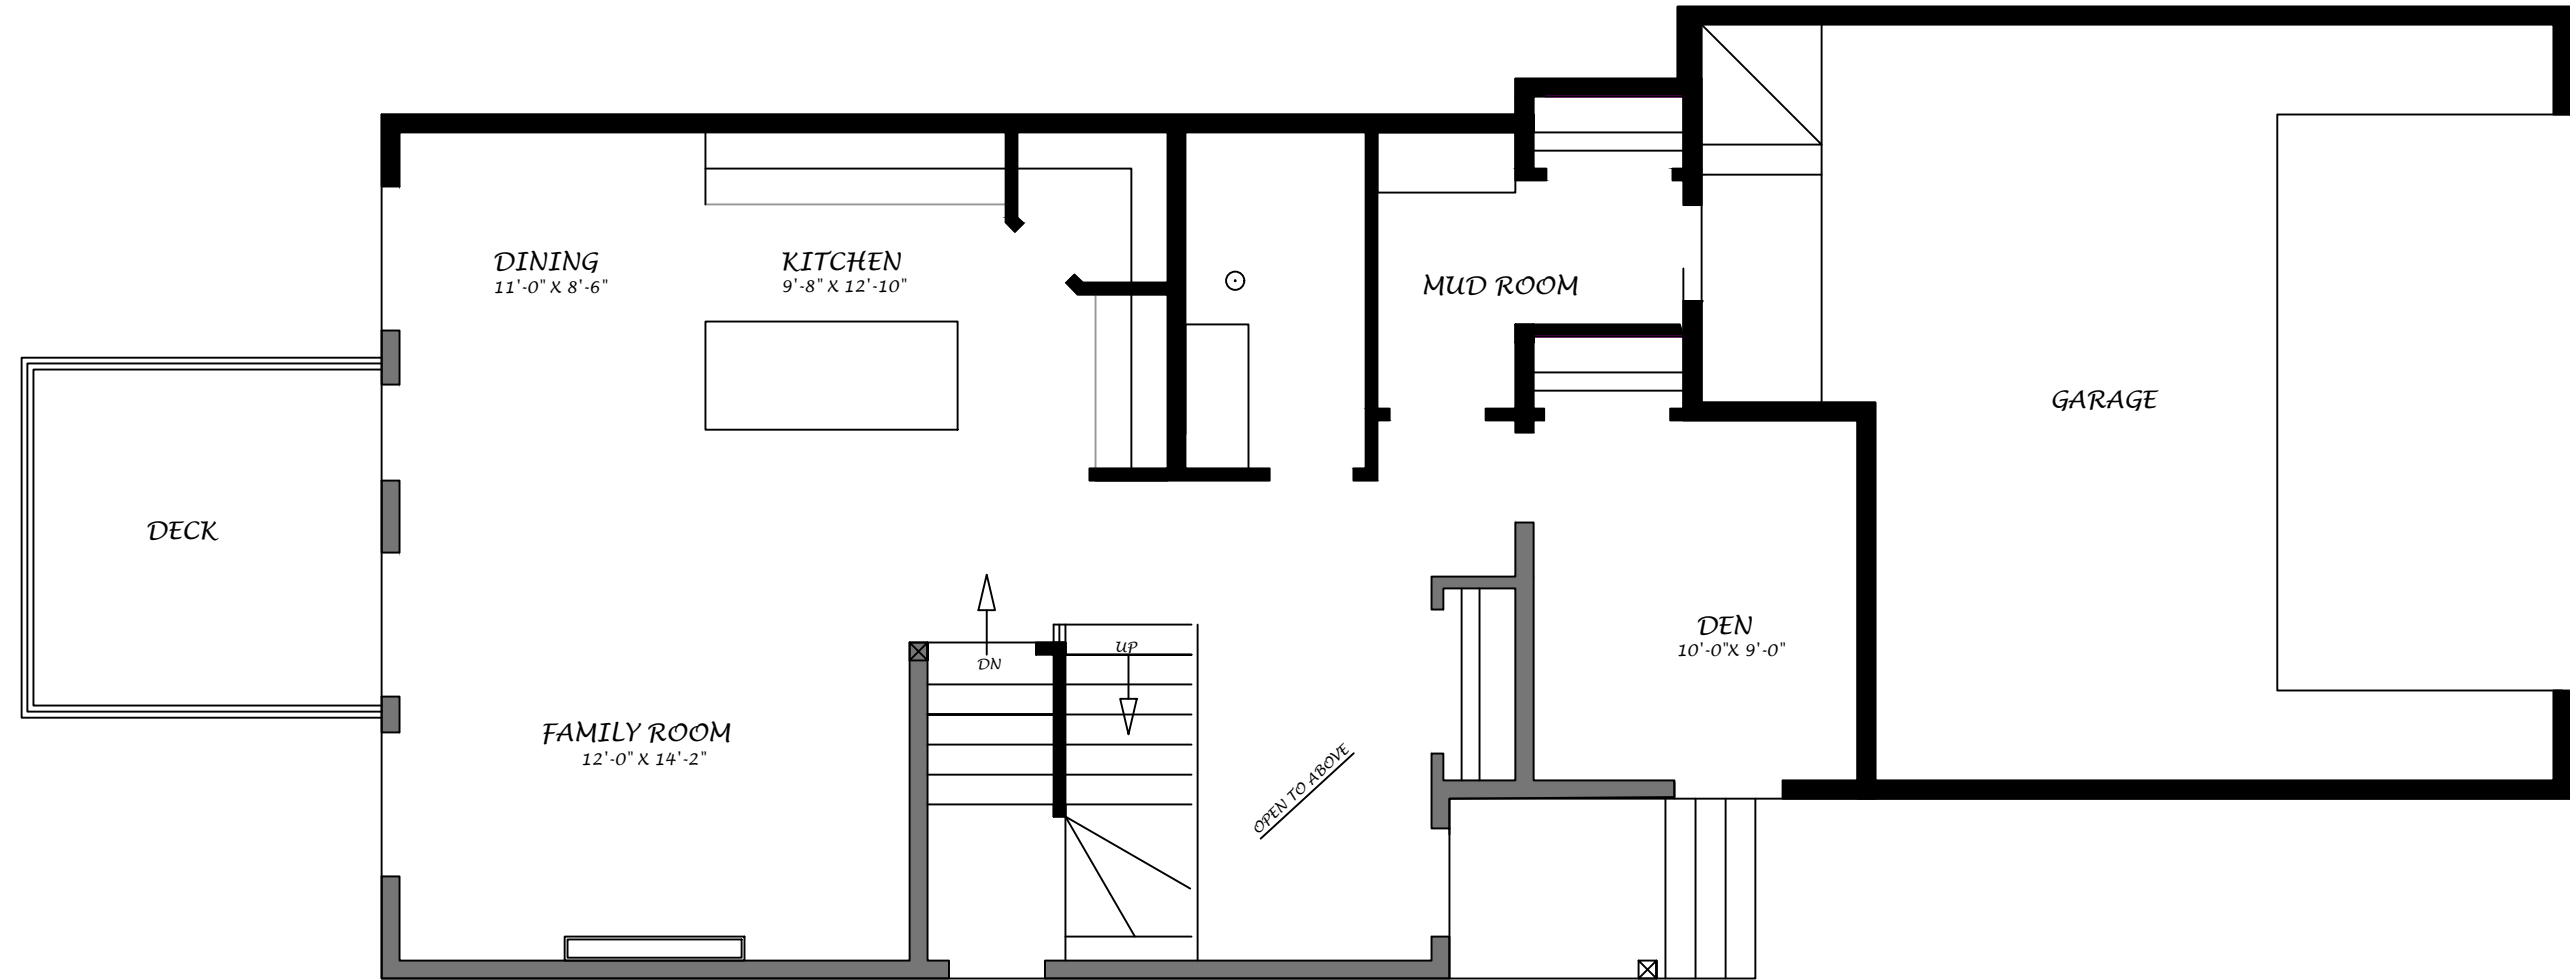 DINING
11'-0" X 8'-6"
KITCHEN
9'-8" X 12'-10"
MUD ROOM
GARAGE
DECK
DEN
10'-0"X 9'-0"
DN
UP
FAMILY ROOM
12'-0" X 14'-2"
OPEN TO ABOVE